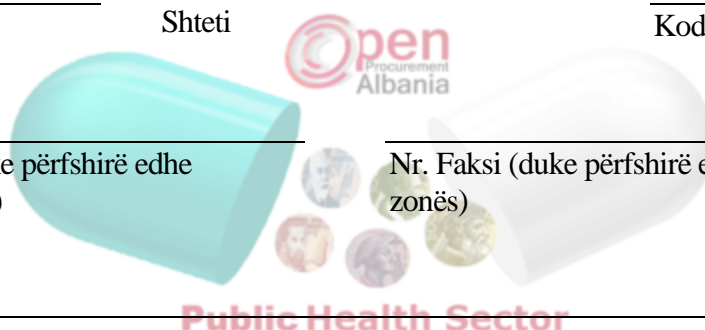 Shteti
Kod
Open
Procurement
Albania
përfshirë edhe
Nr. Faksi (duke përfshirë
zonës)
Public Health Sector